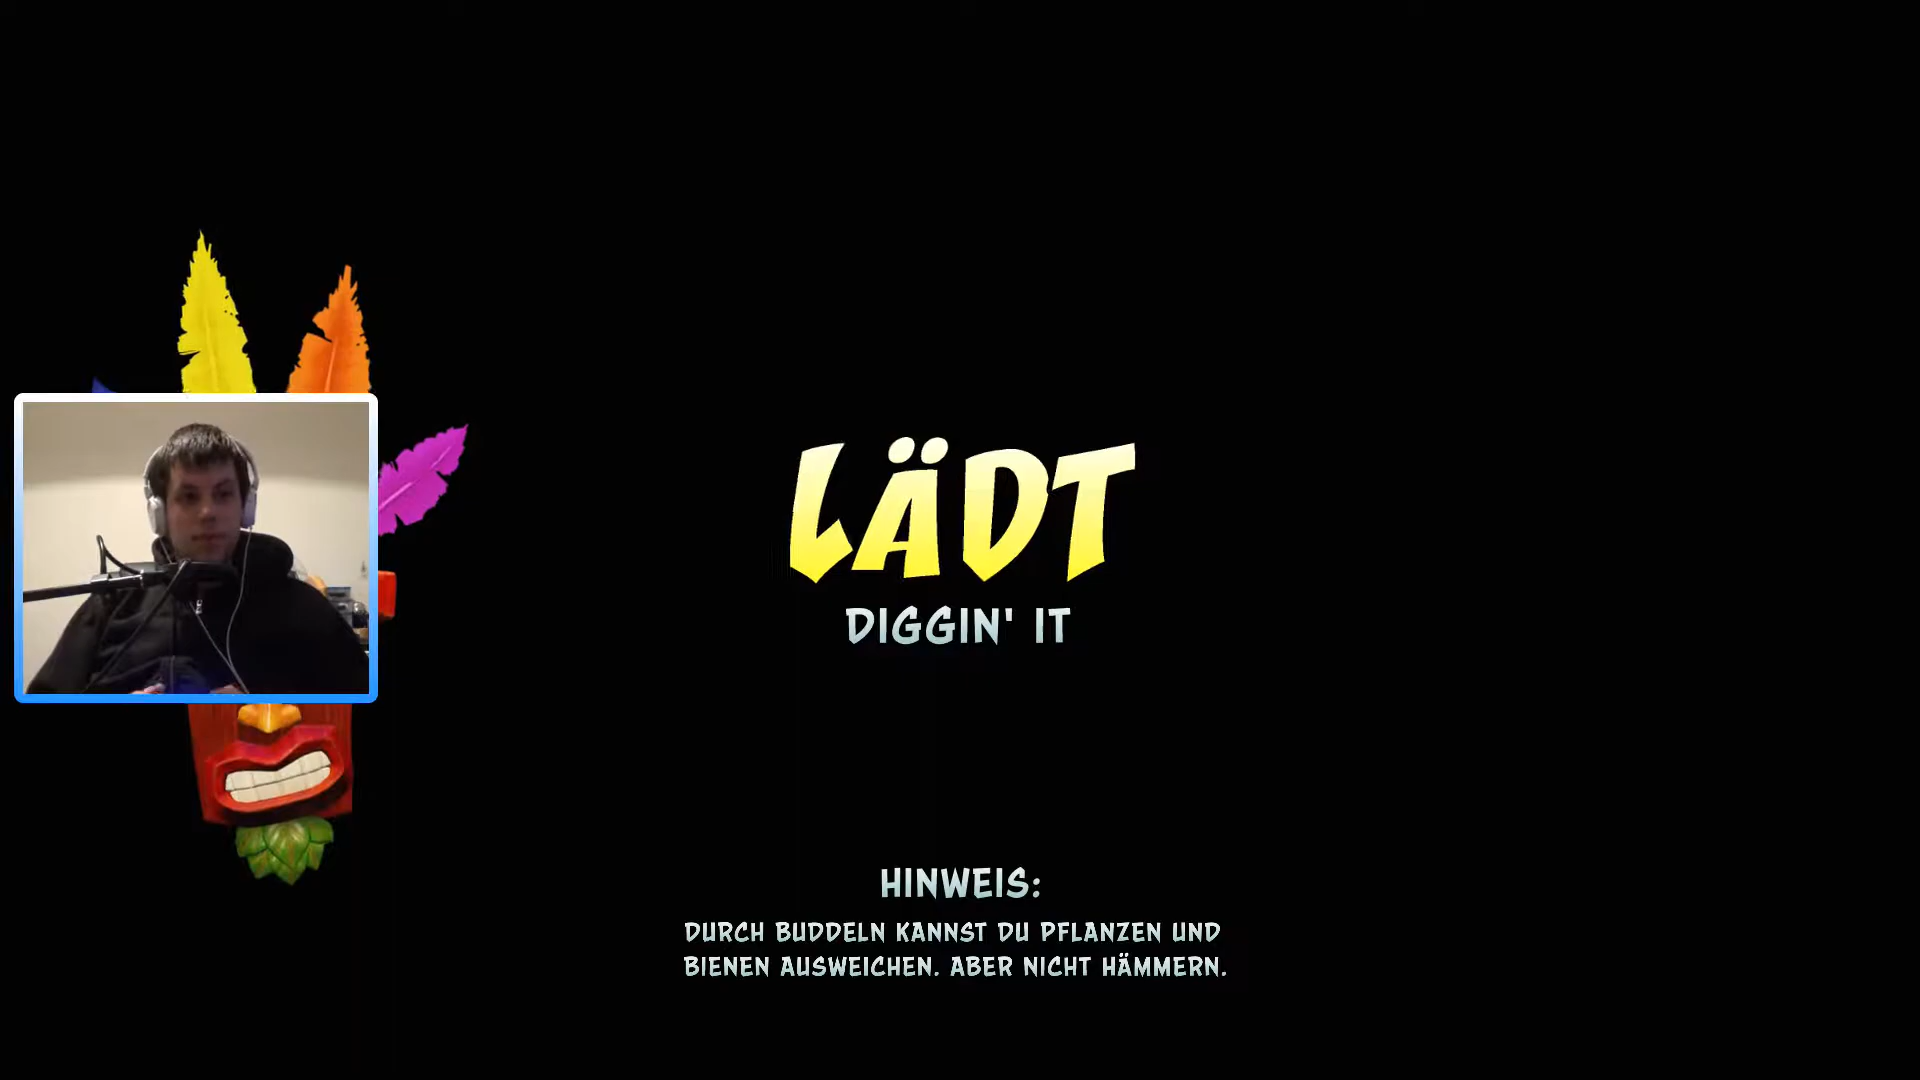 LÄDT
DIGGIN' IT
HINWEIS:
DURCH BUDDELN KANNST DU PFLANZEN UND
BIENEN AUSWEICHEN. ABER NICHT HÄMMERN.